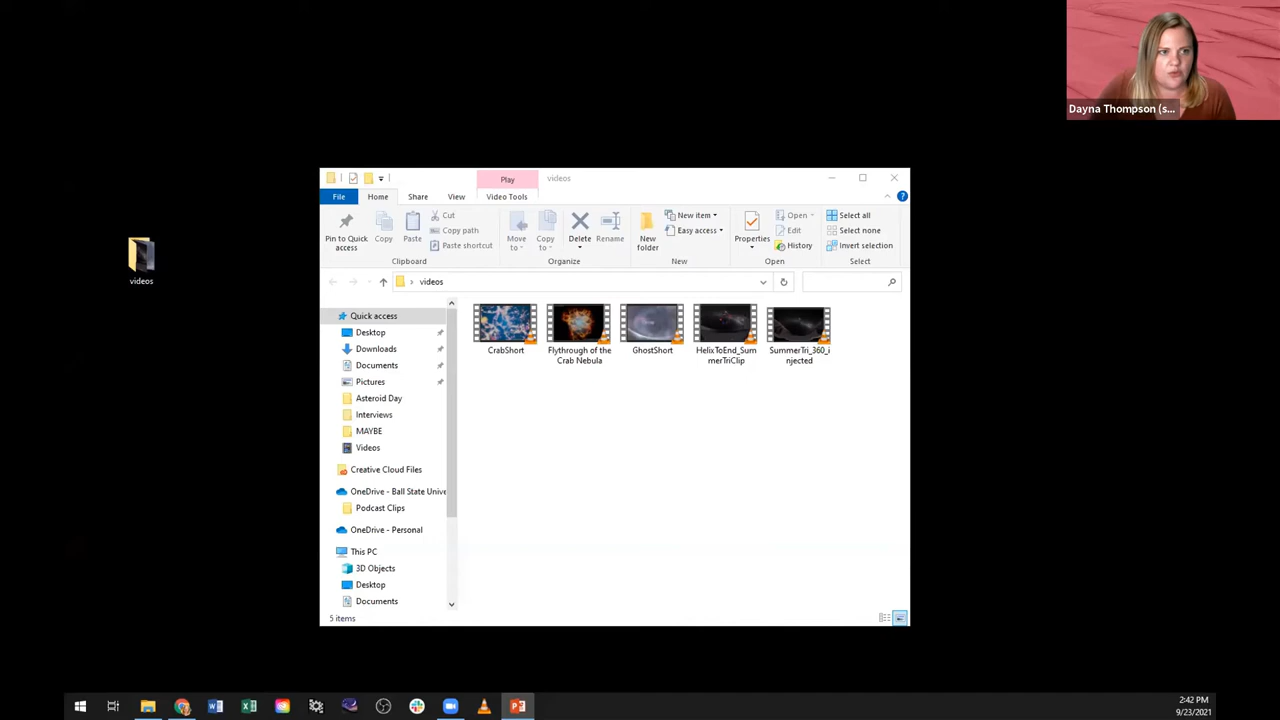 Dayna Thompson (s...
videos
Play
videos
File
Home
Share
View
Video Tools
Pin to Quick
access
Copy
Paste
Cut
Copy path
Paste shortcut
Clipboard
Move
to
Copy
to
Delete
Rename
Organize
New
folder
New item
Easy access
New
Properties
Open
Edit
History
Open
Select all
Select none
Invert selection
Select
videos
Quick access
Desktop
Downloads
Documents
Pictures
Asteroid Day
Interviews
MAYBE
Videos
Creative Cloud Files
OneDrive - Ball State Unive
Podcast Clips
OneDrive - Personal
This PC
3D Objects
Desktop
Documents
CrabShort
Flythrough of the
Crab Nebula
GhostShort
HelixToEnd_Sum
merTriClip
SummerTri_360_i
njected
5 items
2:42 PM
9/23/2021